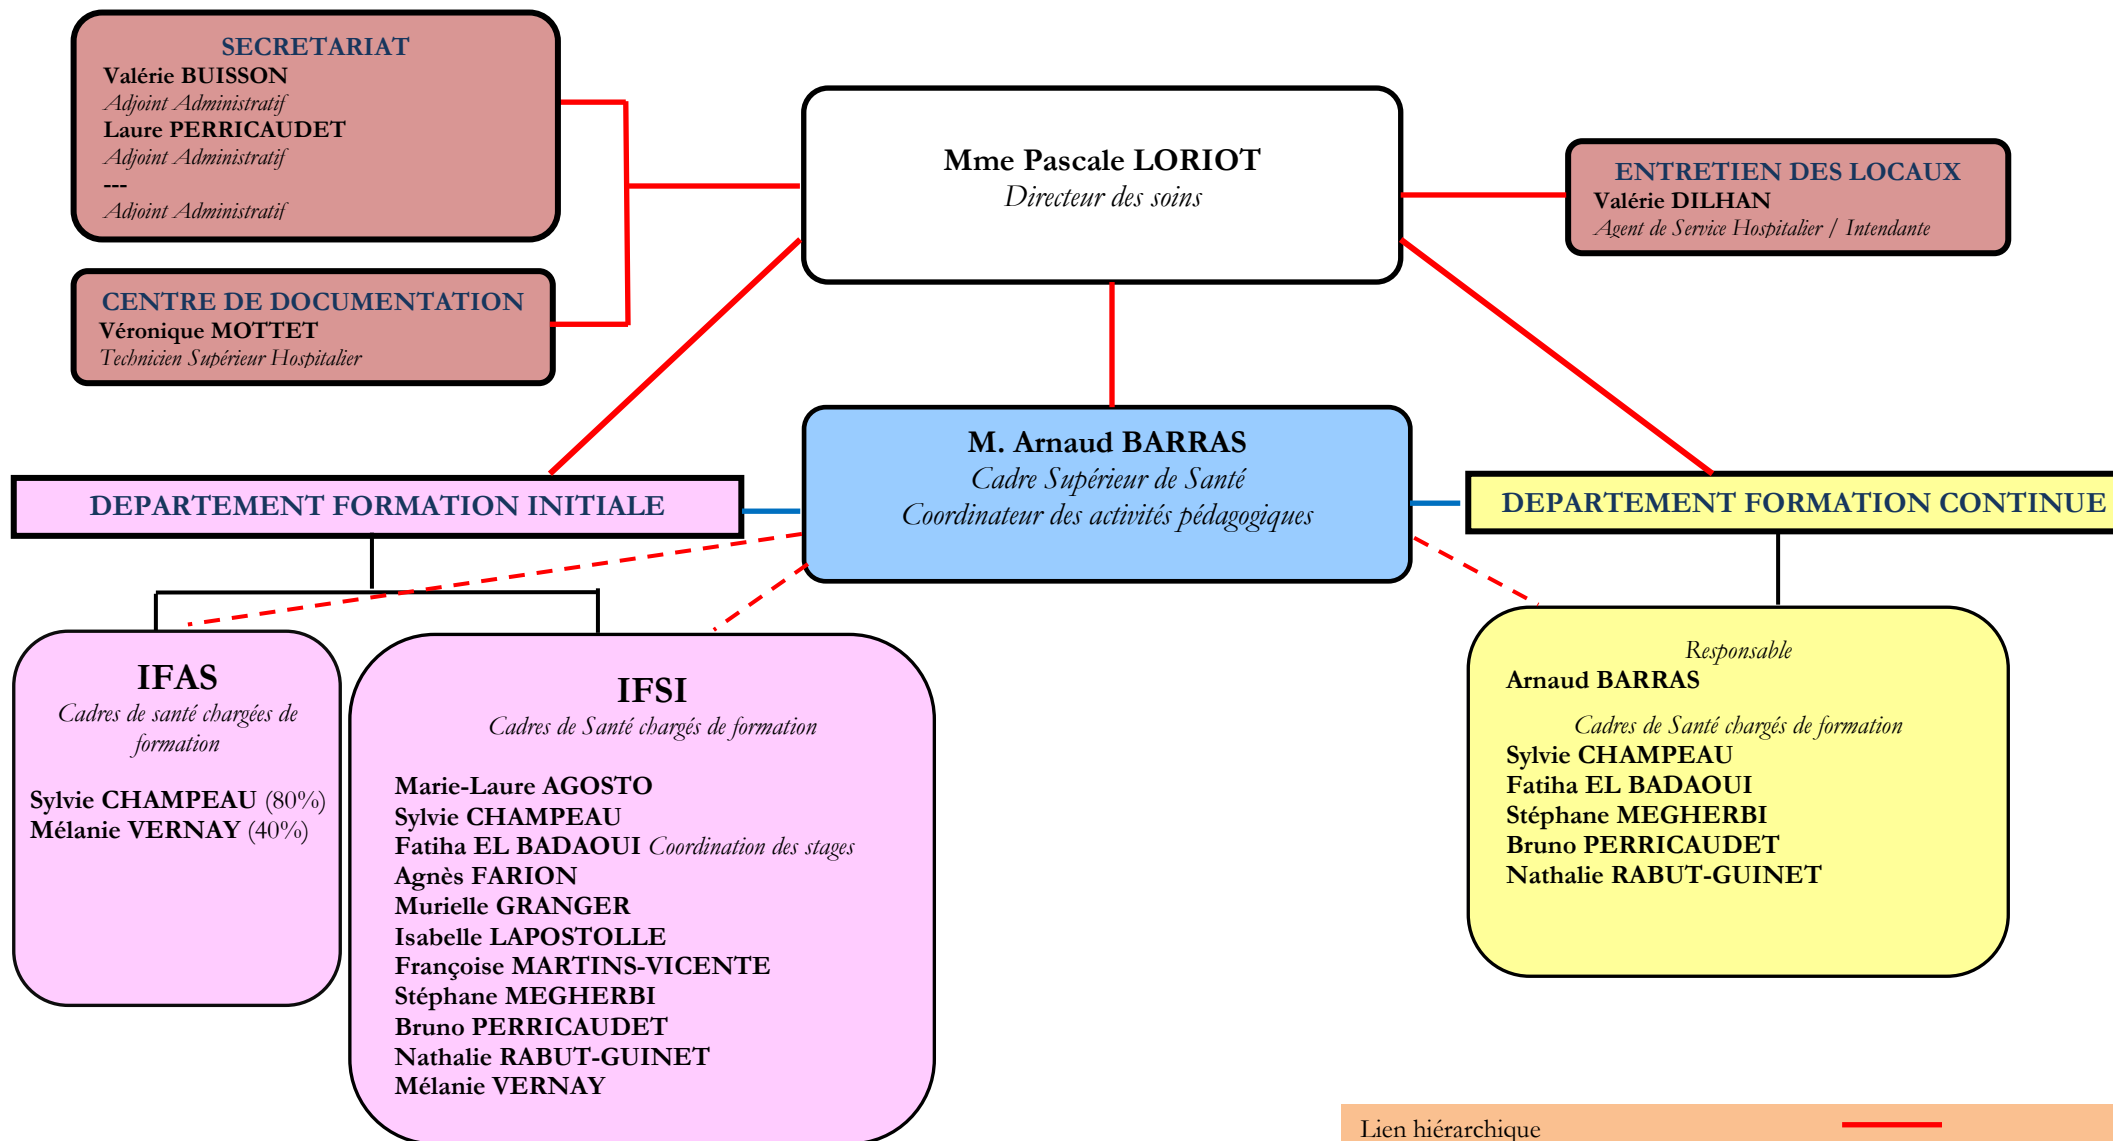 SECRETARIAT
Valérie BUISSON
Adjoint Administratif
Laure PERRICAUDET
Adjoint Administratif
---
Adjoint Administratif
CENTRE DE DOCUMENTATION
Véronique MOTTET
Technicien Supérieur Hospitalier
Mme Pascale LORIOT
Directeur des soins
ENTRETIEN DES LOCAUX
Valérie DILHAN
Agent de Service Hospitalier / Intendante
M. Arnaud BARRAS
Cadre Supérieur de Santé
Coordinateur des activités pédagogiques
DEPARTEMENT FORMATION INITIALE
DEPARTEMENT FORMATION CONTINUE
IFAS
Cadres de santé chargées de
formation
Sylvie CHAMPEAU (80%)
Mélanie VERNAY (40%)
IFSI
Cadres de Santé chargés de formation
Marie-Laure AGOSTO
Sylvie CHAMPEAU
Fatiha EL BADAOUI Coordination des stages
Agnès FARION
Murielle GRANGER
Isabelle LAPOSTOLLE
Françoise MARTINS-VICENTE
Stéphane MEGHERBI
Bruno PERRICAUDET
Nathalie RABUT-GUINET
Mélanie VERNAY
Responsable
Arnaud BARRAS
Cadres de Santé chargés de formation
Sylvie CHAMPEAU
Fatiha EL BADAOUI
Stéphane MEGHERBI
Bruno PERRICAUDET
Nathalie RABUT-GUINET
Lien hiérarchique